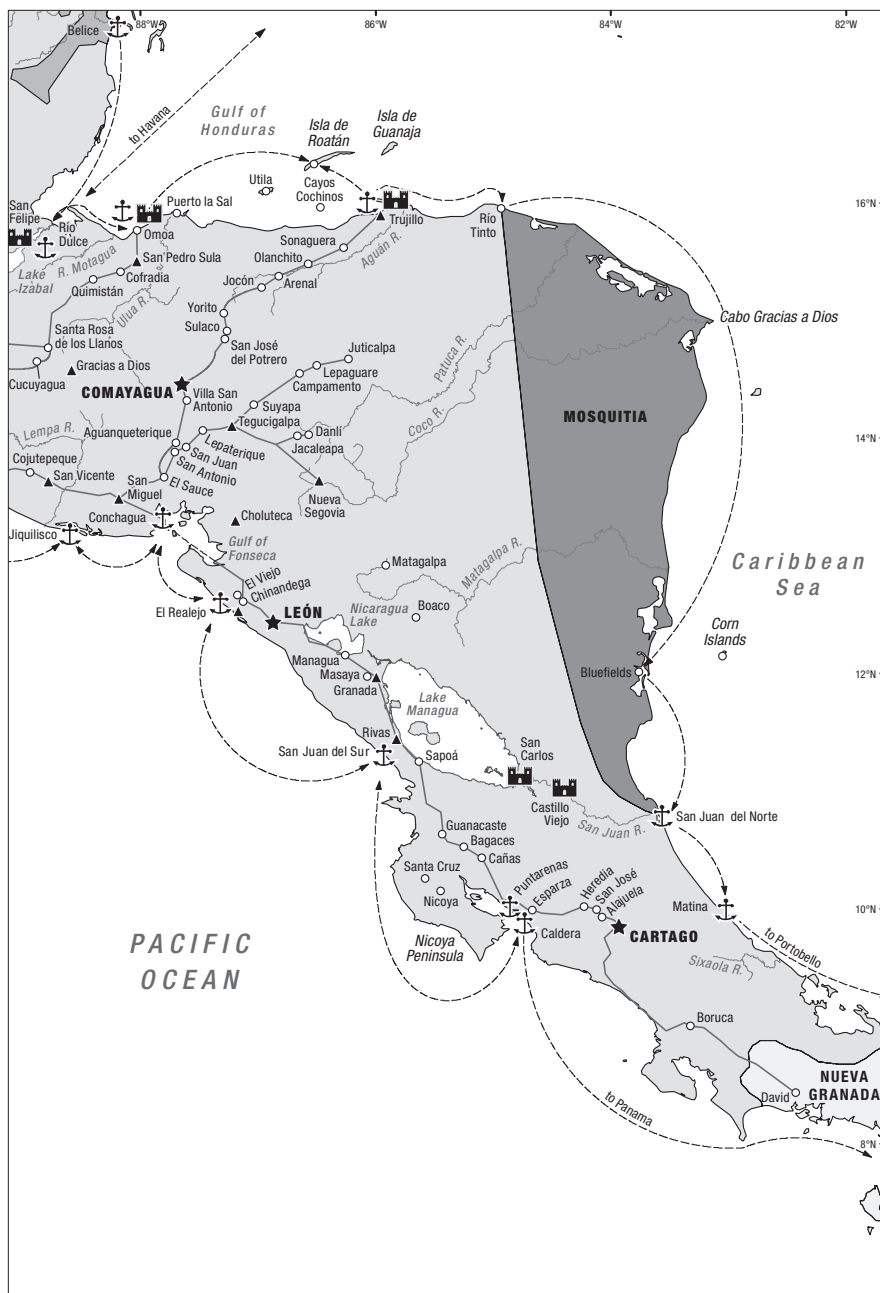 88°W
86°W
84°W
82°W
Belice
to Havana
Gulf of
Honduras
Isla de
Roatán
Isla de
Guanaja
Utila
Cayos
Cochinos
San
Felipe
Río
Dulce
Puerto la Sal
Omoa
Trujillo
Río
Tinto
16°N
Lake
Izabal
R. Motagua
San Pedro Sula
Cofradia
Quimistán
Ulua R.
Sonaguera
Olanchito
Aguán R.
Jocón
Arenal
Yorito
Sulaco
San José
del Potrero
Santa Rosa
de los Llanos
Gracias a Dios
Cucuyagua
COMAYAGUA
Villa San
Antonio
Juticalpa
Lepaguare
Campamento
Patuca R.
Coco R.
Cabo Gracias a Dios
MOSQUITIA
Suyapa
Tegucigalpa
Danlí
Jacaleapa
Lempa R.
Aguanqueterique
Lepaterique
San Juan
San Antonio
El Sauce
14°N
Cojutepeque
San Vicente
San
Miguel
Conchagua
Nueva
Segovia
Choluteca
Jiquilisco
Gulf of
Fonseca
Matagalpa
Matagalpa R.
Caribbean
Sea
El Viejo
Chinandega
El Realejo
LEÓN
Nicaragua
Lake
Boaco
Corn
Islands
Managua
Masaya
Granada
Bluefields
12°N
Lake
Managua
Rivas
San Juan del Sur
Sapoá
San
Carlos
Castillo
Viejo
San Juan R.
San Juan del Norte
Guanacaste
Bagaces
Cañas
Santa Cruz
Nicoya
Puntarenas
Esparza
Heredia
San José
Alajuela
Matina
10°N
Nicoya
Peninsula
Caldera
CARTAGO
to Portobello
Sixaola R.
PACIFIC
OCEAN
Boruca
NUEVA
GRANADA
David
to Panama
8°N